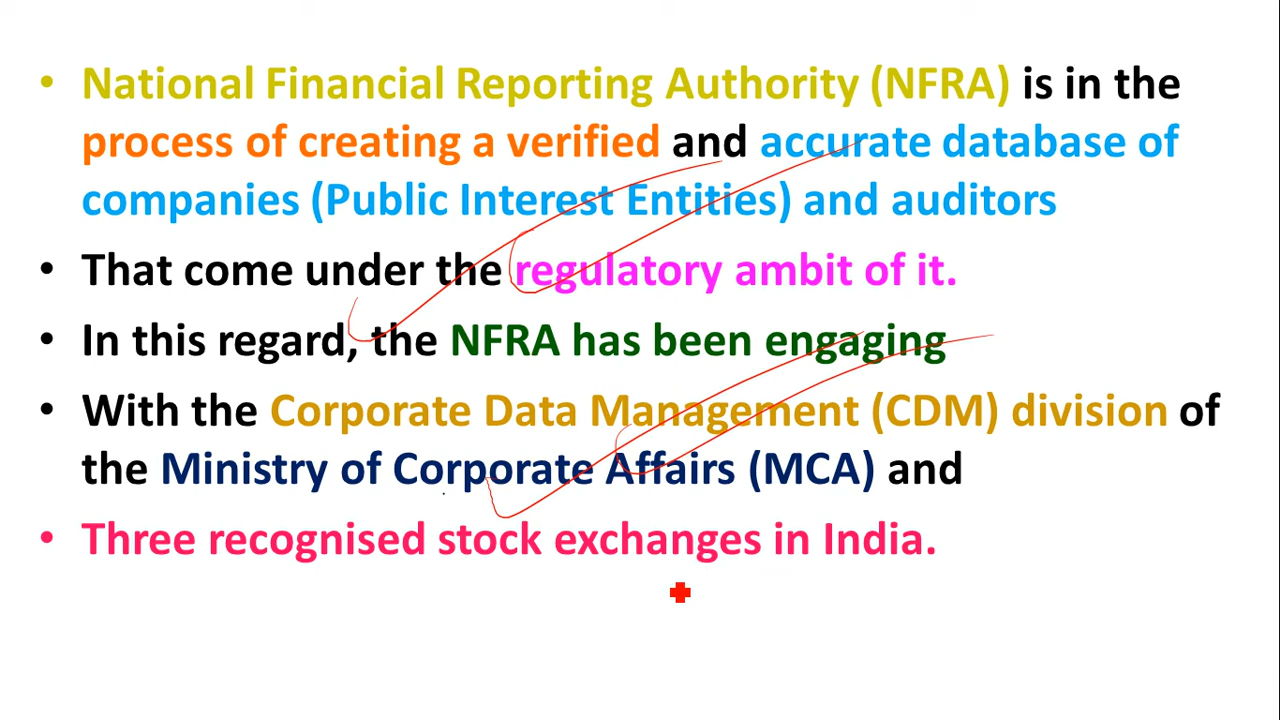 • National Financial Reporting Authority (NFRA) is in the
process of creating a verified and accurate database of
companies (Public Interest Entities) and auditors
• That come under the regulatory ambit of it.
• In this regard, the NFRA has been engaging
• With the Corporate Data Management (CDM) division of
the Ministry of Corporate Affairs (MCA) and
• Three recognised stock exchanges in India.